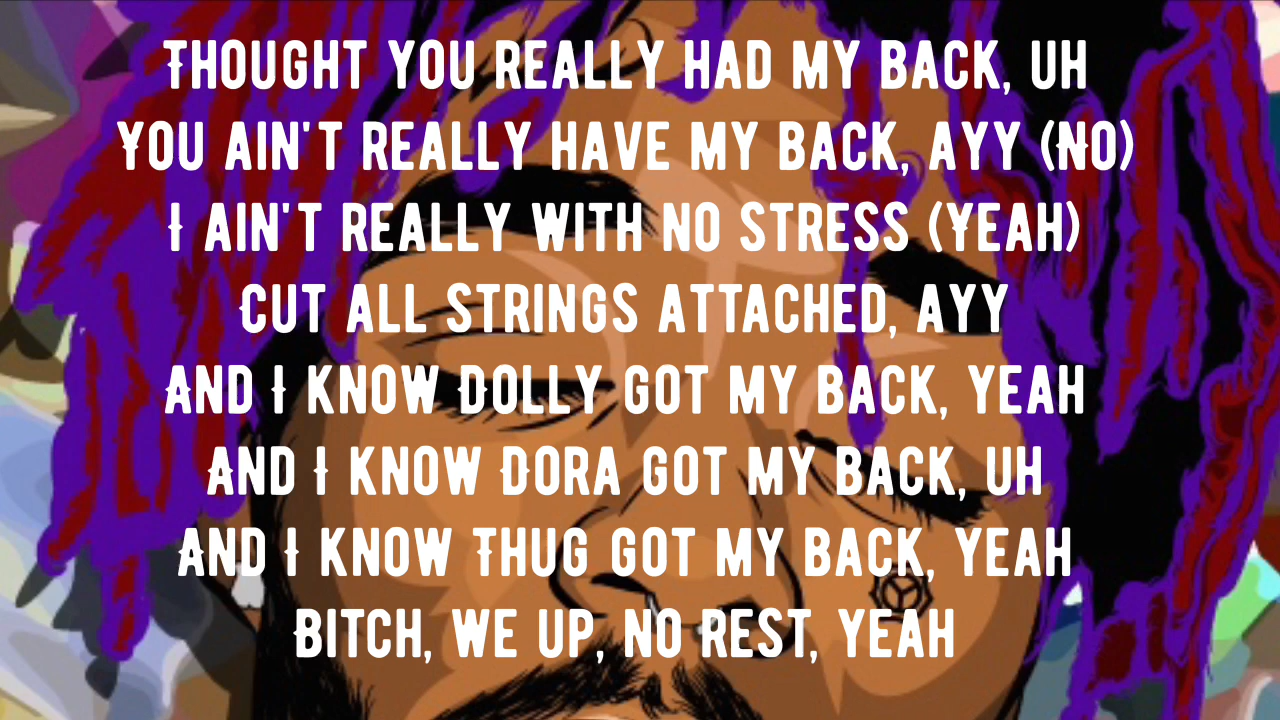 Thought you really had my back, uh
You ain't really have my back, ayy (No)
I ain't really with no stress (Yeah)
Cut all strings attached, ayy
And I know Dolly got my back, yeah
And I know Dora got my back, uh
And I know Thug got my back, yeah
Bitch, we up, no rest, yeah